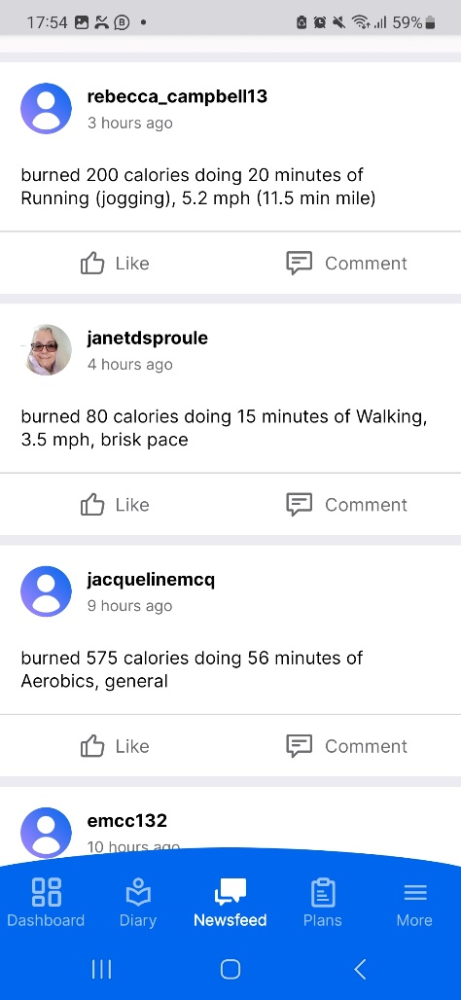 17:54
59%
rebecca_campbell13
3 hours ago
burned 200 calories doing 20 minutes of
Running (jogging), 5.2 mph (11.5 min mile)
Like
Comment
janetdsproule
4 hours ago
burned 80 calories doing 15 minutes of Walking,
3.5 mph, brisk pace
Like
Comment
jacquelinemcq
9 hours ago
burned 575 calories doing 56 minutes of
Aerobics, general
Like
Comment
emcc132
10 hours ago
Dashboard
Diary
Newsfeed
Plans
More